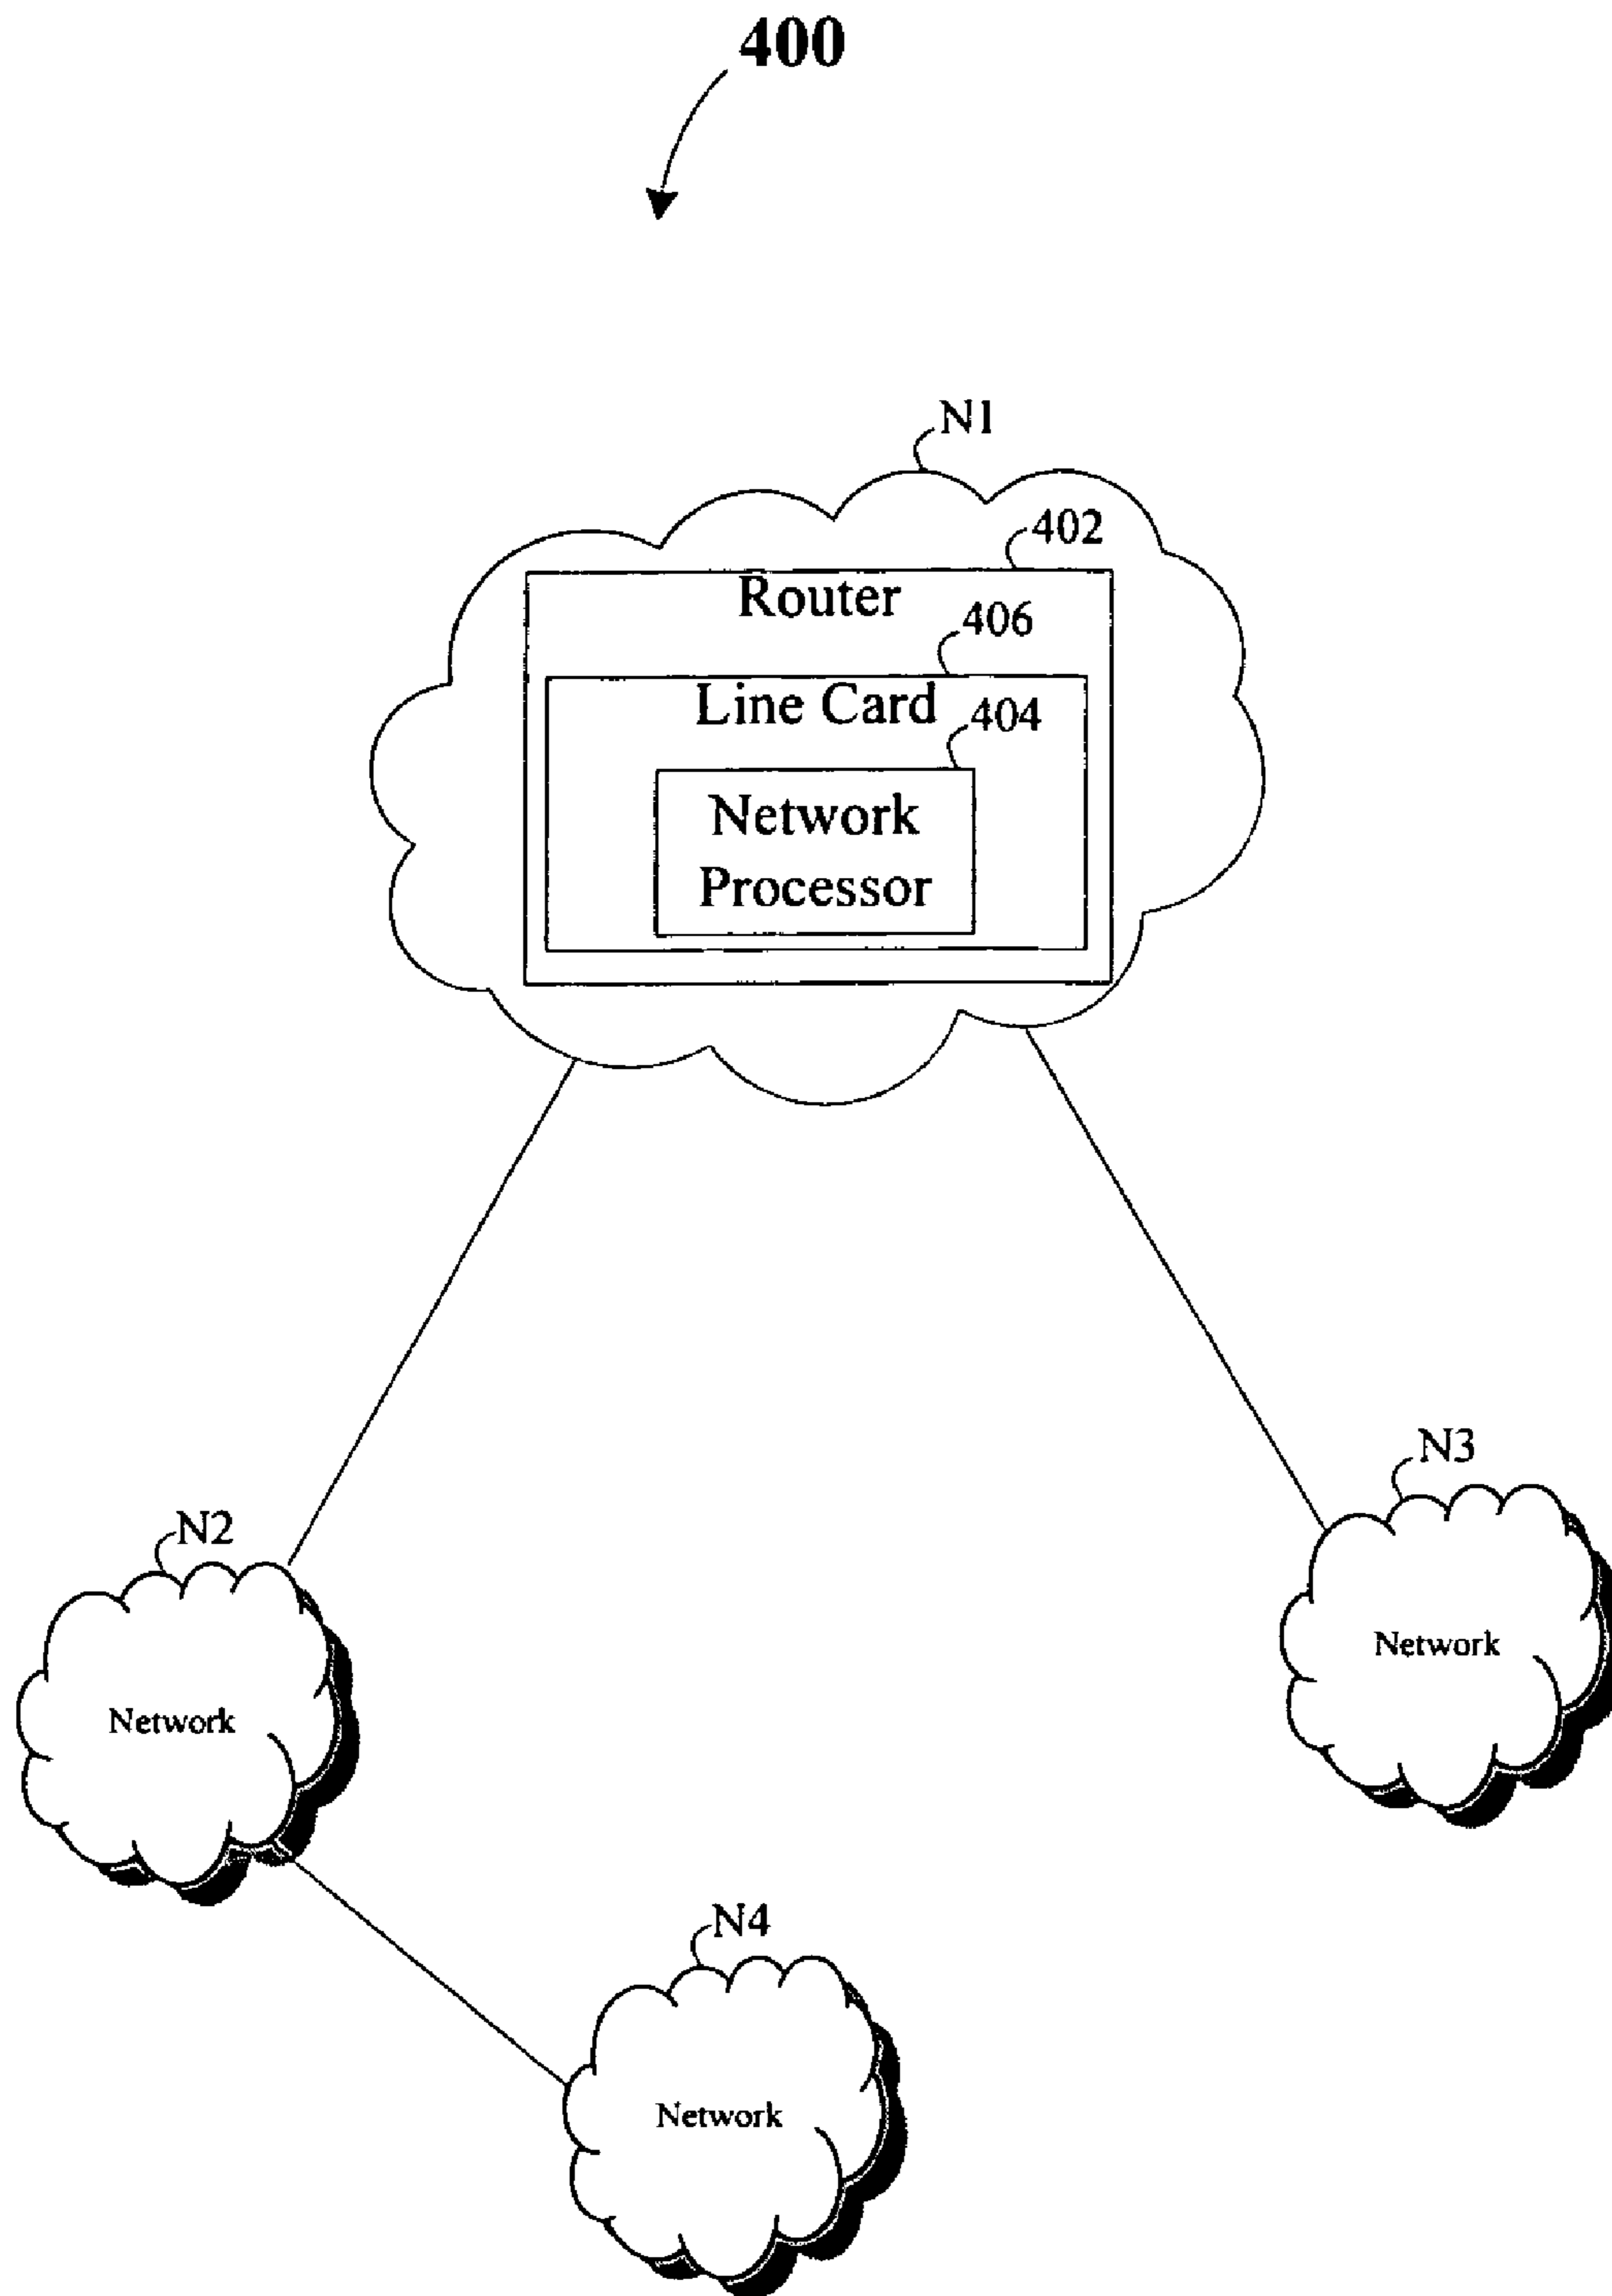 400
N1
402
Router
406
Line Card
404
Network
Processor
N3
N2
Network
Network
N4
Network